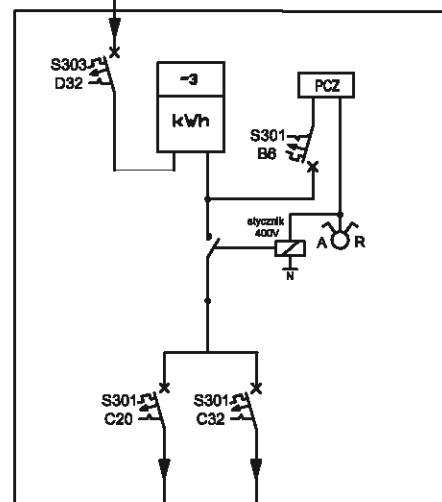 S303
D32
~3
kWh
PCZ
S301
B6
stycznik
400V
A R
N
S301
C20
S301
C32